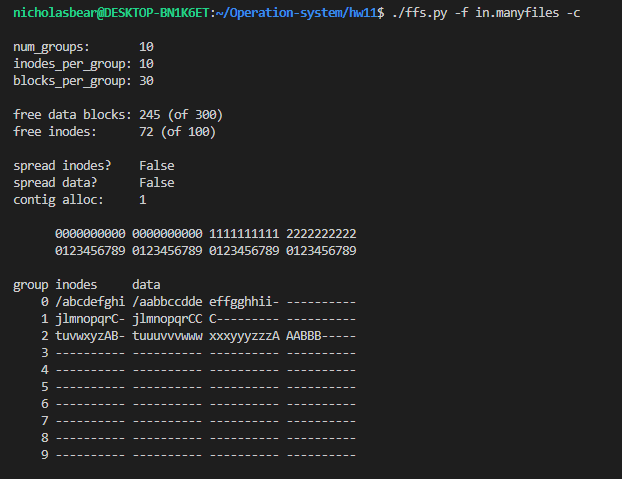 nicholasbear@DESKTOP-BN1K6ET:~/Operation-system/hw11$ ./ffs.py -f in.manyfiles -c
num_groups:       10
inodes_per_group: 10
blocks_per_group: 30
free data blocks: 245 (of 300)
free inodes:      72 (of 100)
spread inodes?    False
spread data?      False
contig alloc:     1
      0000000000 0000000000 1111111111 2222222222
      0123456789 0123456789 0123456789 0123456789
group inodes     data
    0 /abcdefghi /aabbccdde effgghhii- ----------
    1 jlmnopqrC- jlmnopqrCC C--------- ----------
    2 tuvwxyzAB- tuuuvvvwww xxxyyyzzzA AABBB-----
    3 ---------- ---------- ---------- ----------
    4 ---------- ---------- ---------- ----------
    5 ---------- ---------- ---------- ----------
    6 ---------- ---------- ---------- ----------
    7 ---------- ---------- ---------- ----------
    8 ---------- ---------- ---------- ----------
    9 ---------- ---------- ---------- ----------